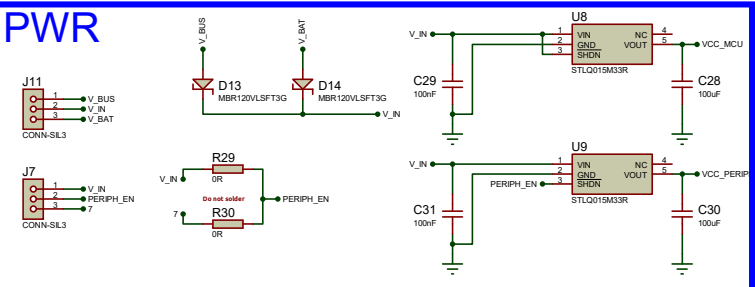 PWR
J11
1
V_BUS
2
V_IN
3
V_BAT
CONN-SIL3
V_BUS
V_BAT
D13
MBR120VLSFT3G
D14
MBR120VLSFT3G
V_IN
V_IN
C29
100nF
U8
1
VIN
NC
4
2
GND
VOUT
5
3
SHDN
STLQ015M33R
VCC_MCU
C28
100uF
J7
1
V_IN
2
PERIPH_EN
3
7
CONN-SIL3
R29
V_IN
0R
Do not solder
PERIPH_EN
7
R30
0R
V_IN
PERIPH_EN
C31
100nF
U9
1
VIN
NC
4
2
GND
VOUT
5
3
SHDN
STLQ015M33R
C30
100uF